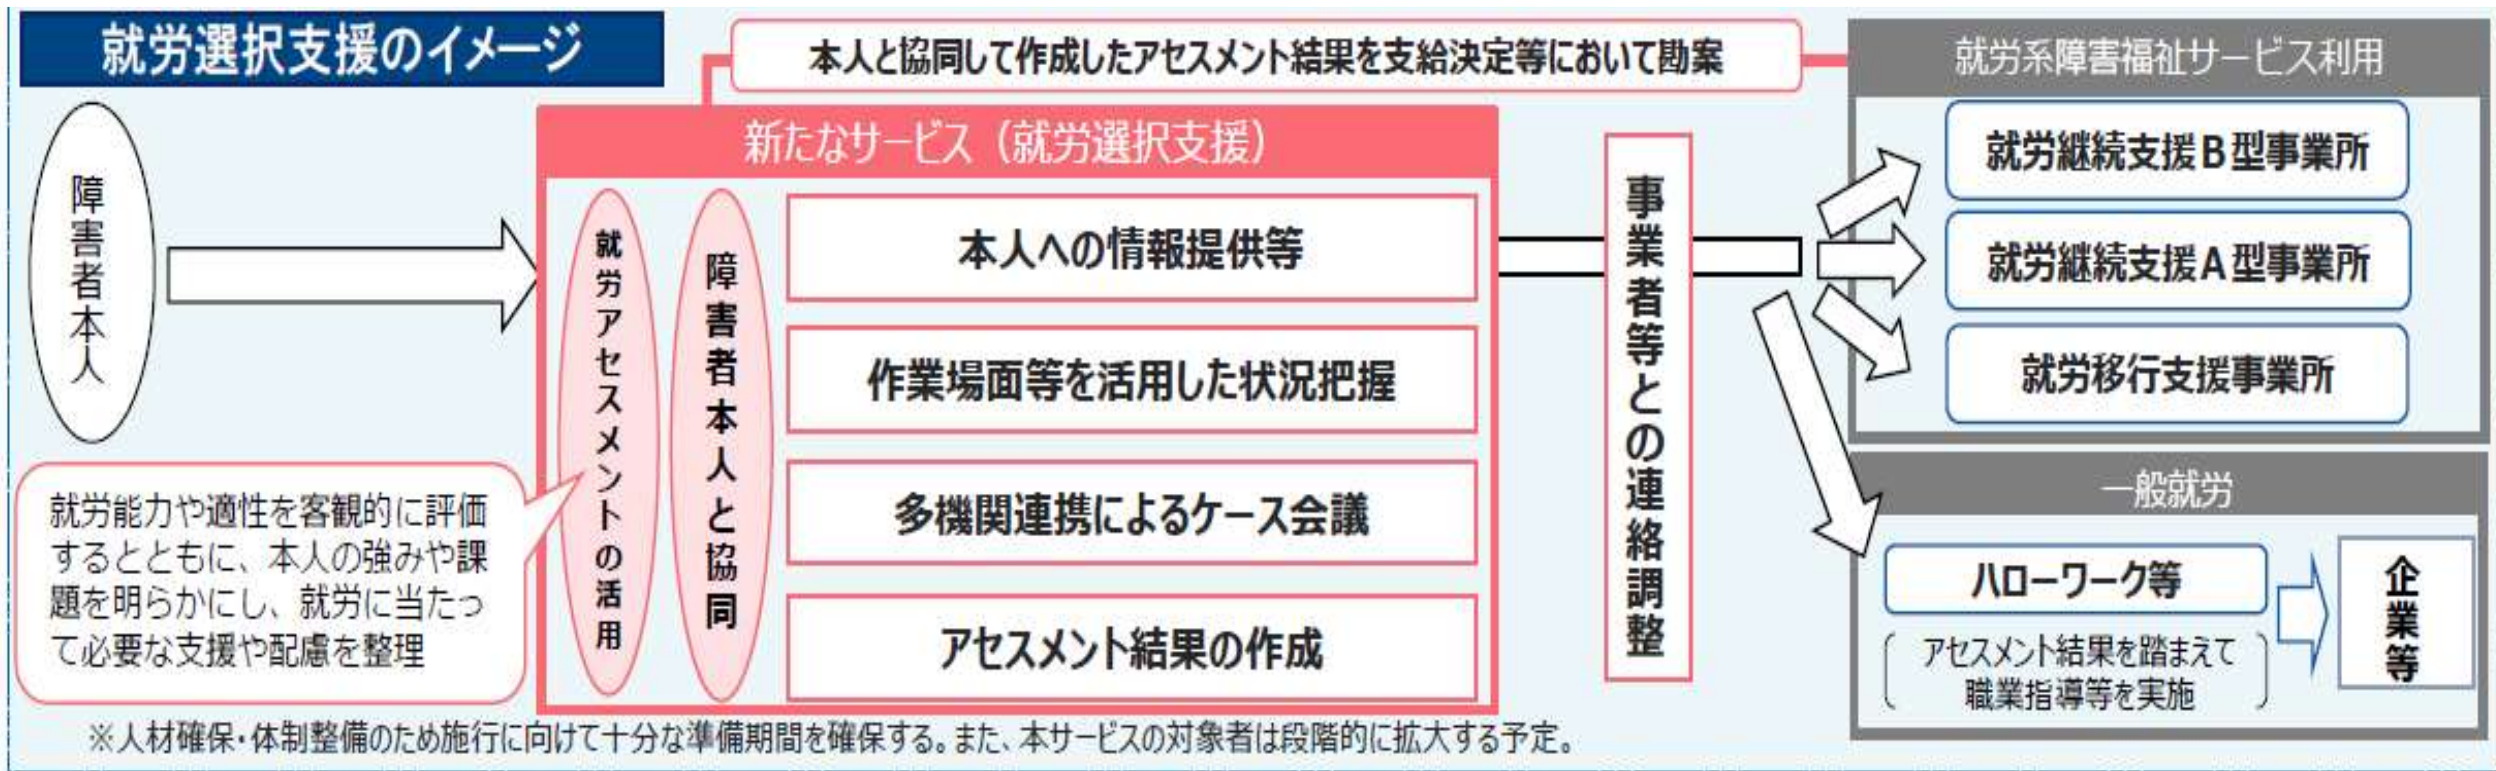 就労選択支援のイメージ
本人と協同して作成したアセスメント結果を支給決定等において勘案
障害者本人
新たなサービス（就労選択支援）
就労アセスメントの活用
障害者本人と協同
本人への情報提供等
作業場面等を活用した状況把握
多機関連携によるケース会議
アセスメント結果の作成
就労能力や適性を客観的に評価
するとともに、本人の強みや課
題を明らかにし、就労に当たっ
て必要な支援や配慮を整理
事業者等との連絡調整
就労系障害福祉サービス利用
就労継続支援Ｂ型事業所
就労継続支援Ａ型事業所
就労移行支援事業所
一般就労
ハローワーク等
アセスメント結果を踏まえて
職業指導等を実施
企業等
※人材確保・体制整備のため施行に向けて十分な準備期間を確保する。また、本サービスの対象者は段階的に拡大する予定。